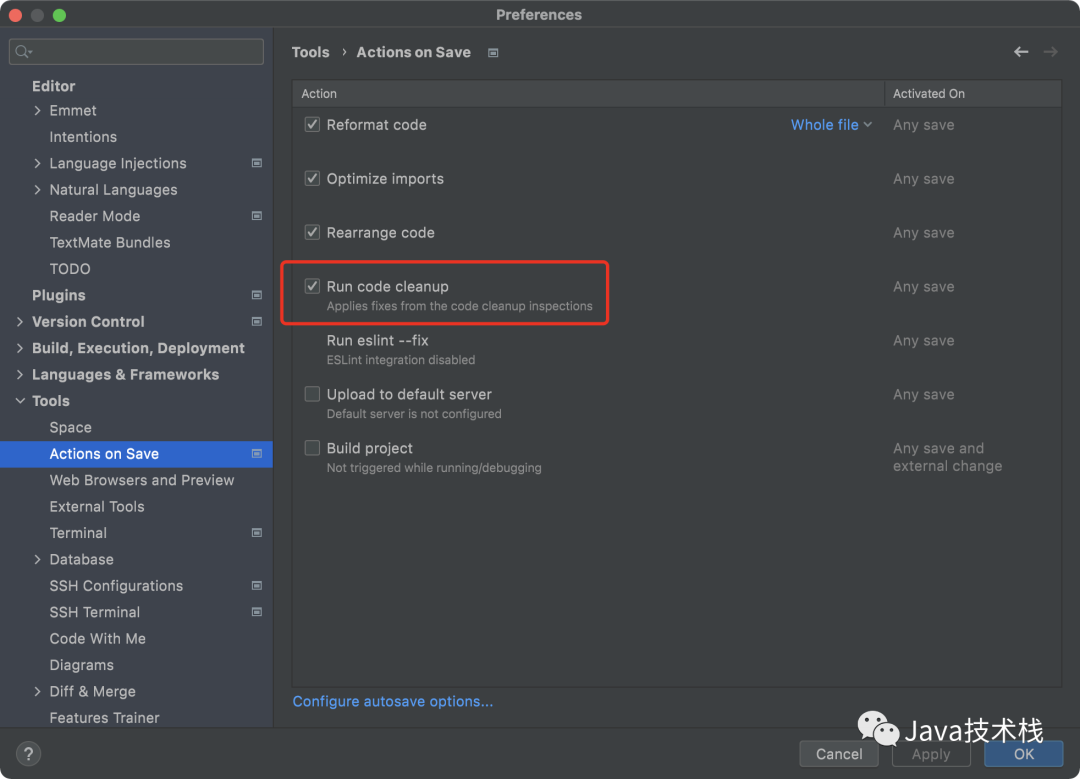 Preferences
Editor
Emmet
Intentions
Language Injections
Natural Languages
Reader Mode
TextMate Bundles
TODO
Plugins
Version Control
Build, Execution, Deployment
Languages & Frameworks
Tools
Space
Actions on Save
Web Browsers and Preview
External Tools
Terminal
Database
SSH Configurations
SSH Terminal
Code With Me
Diagrams
Diff & Merge
Features Trainer
Tools › Actions on Save
Action Activated On
Reformat code Whole file Any save
Optimize imports Any save
Rearrange code Any save
Run code cleanup Any save
Applies fixes from the code cleanup inspections
Run eslint --fix Any save
ESLint integration disabled
Upload to default server Any save
Default server is not configured
Build project Any save and
Not triggered while running/debugging external change
Configure autosave options...
Java技术栈
? Cancel Apply OK